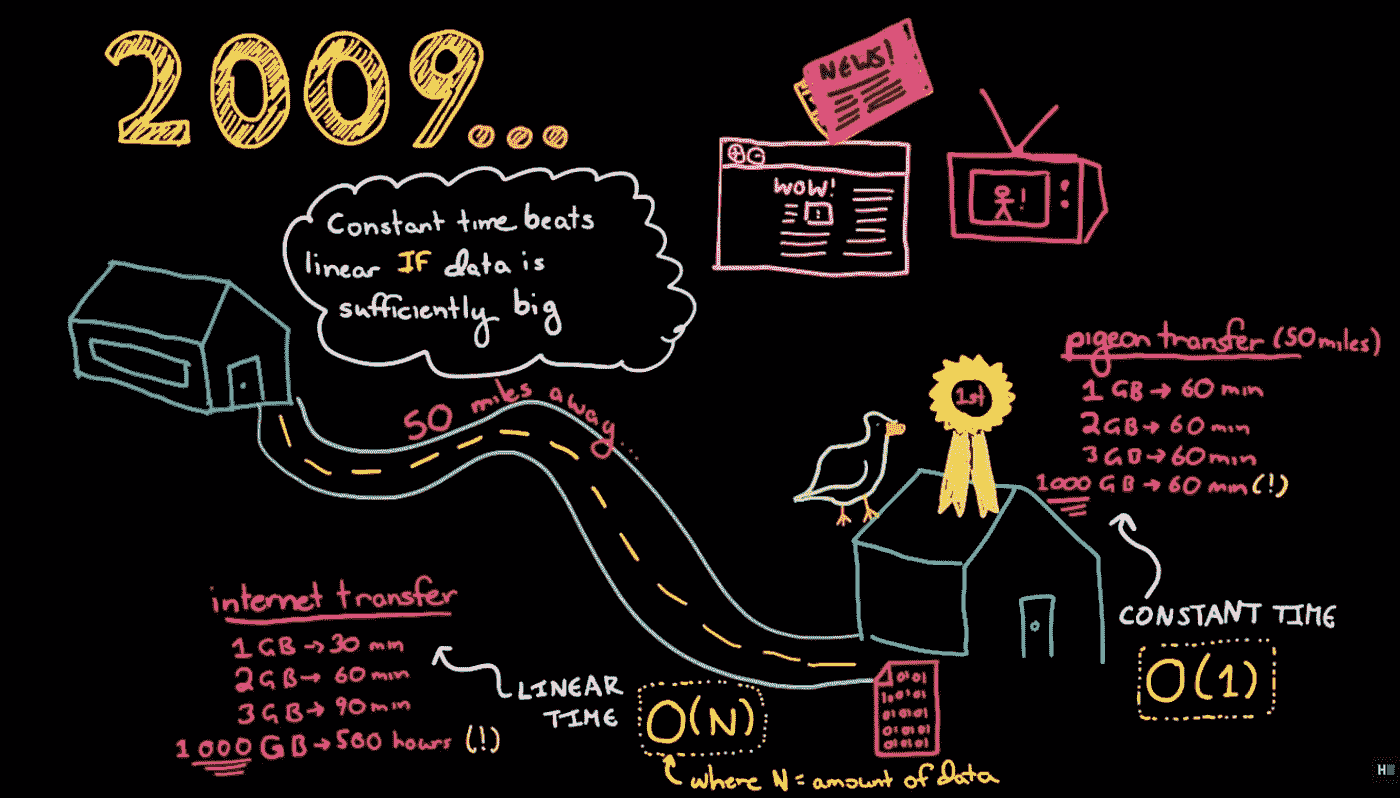 2009...
NEWS!
WOW!
!
!
Constant time beats
linear IF data is
sufficiently big
50 miles away...
1st
pigeon transfer (50 miles)
1 GB → 60 min
2 GB → 60 min
3 GB → 60 min
1000 GB → 60 min (!)
CONSTANT TIME
O(1)
internet transfer
1 GB → 30 min
2 GB → 60 min
3 GB → 90 min
1000 GB → 500 hours (!)
LINEAR
TIME
O(N)
where N = amount of data
H